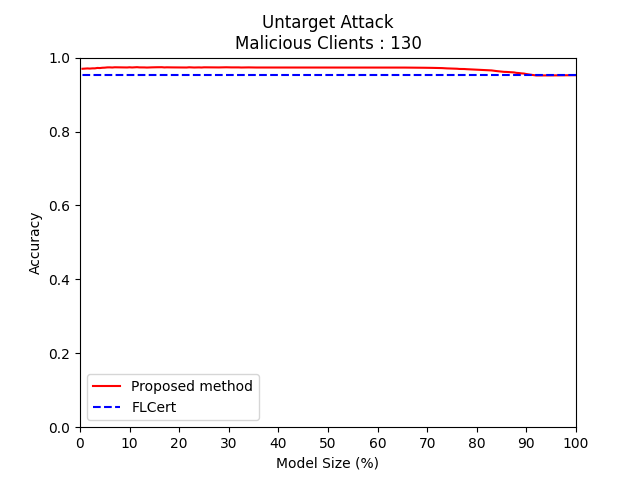 Untarget Attack
Malicious Clients : 130
1.0
0.8
0.6
0.4
0.2
0.0
Accuracy
Proposed method
FLCert
0 10 20 30 40 50 60 70 80 90 100
Model Size (%)